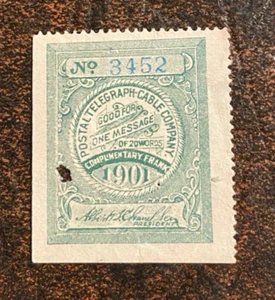 No 3452
POSTAL TELEGRAPH-CABLE COMPANY
GOOD FOR
ONE MESSAGE
OF 20 WORDS
COMPLIMENTARY FRANK
1901
PRESIDENT